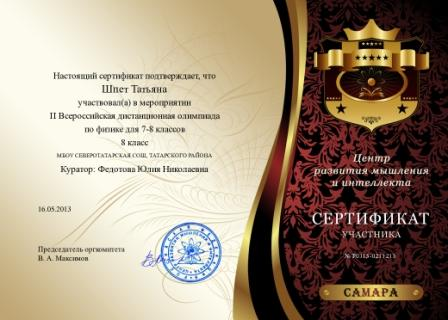 Настоящий сертификат подтверждает, что
Шпет Татьяна
участвовал(а) в мероприятии
II Всероссийская дистанционная олимпиада
по физике для 7-8 классов
8 класс
МБОУ СЕВЕРОТАТАРСКАЯ СОШ, ТАТАРСКОГО РАЙОНА
Куратор: Федотова Юлия Николаевна
16.05.2013
Председатель оргкомитета
В. А. Максимов
Центр
развития мышления
и интеллекта
СЕРТИФИКАТ
УЧАСТНИКА
САМАРА